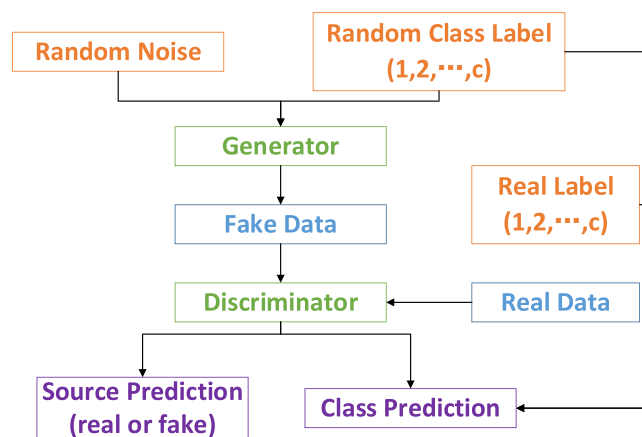 Random Noise
Random Class Label
(1,2,⋯,c)
Generator
Real Label
(1,2,⋯,c)
Fake Data
Discriminator
Real Data
Source Prediction
(real or fake)
Class Prediction